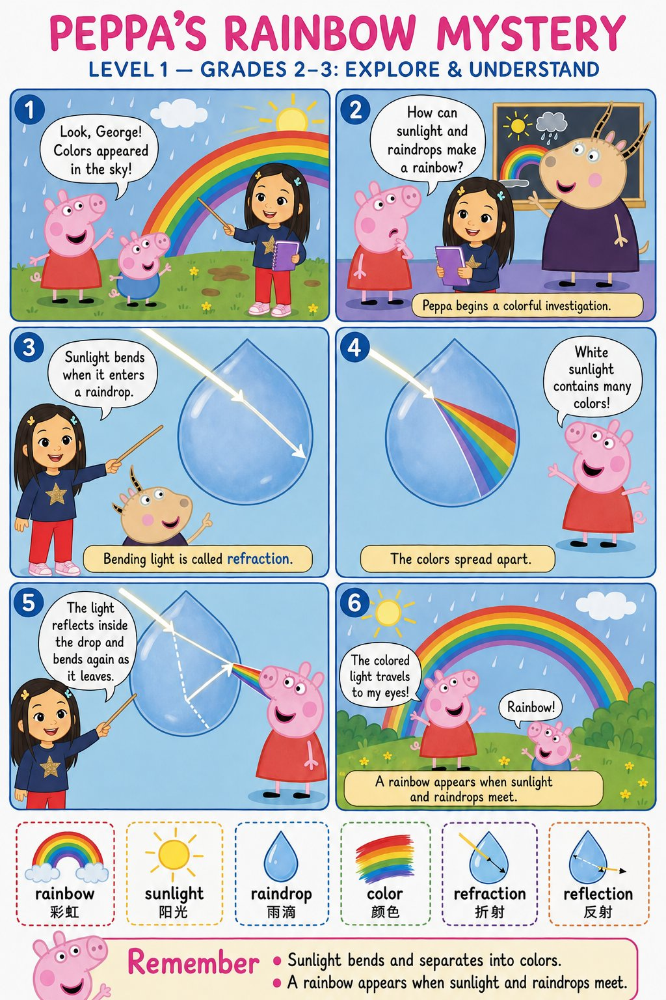 PEPPA'S RAINBOW MYSTERY
LEVEL 1 — GRADES 2–3: EXPLORE & UNDERSTAND
1
Look, George!
Colors appeared
in the sky!
2
How can
sunlight and
raindrops make
a rainbow?
Peppa begins a colorful investigation.
3
Sunlight bends
when it enters
a raindrop.
Bending light is called refraction.
4
White
sunlight
contains many
colors!
The colors spread apart.
5
The light
reflects inside
the drop and
bends again as
it leaves.
6
The colored
light travels
to my eyes!
Rainbow!
A rainbow appears when sunlight
and raindrops meet.
rainbow
彩虹
sunlight
阳光
raindrop
雨滴
color
颜色
refraction
折射
reflection
反射
Remember
• Sunlight bends and separates into colors.
• A rainbow appears when sunlight and raindrops meet.